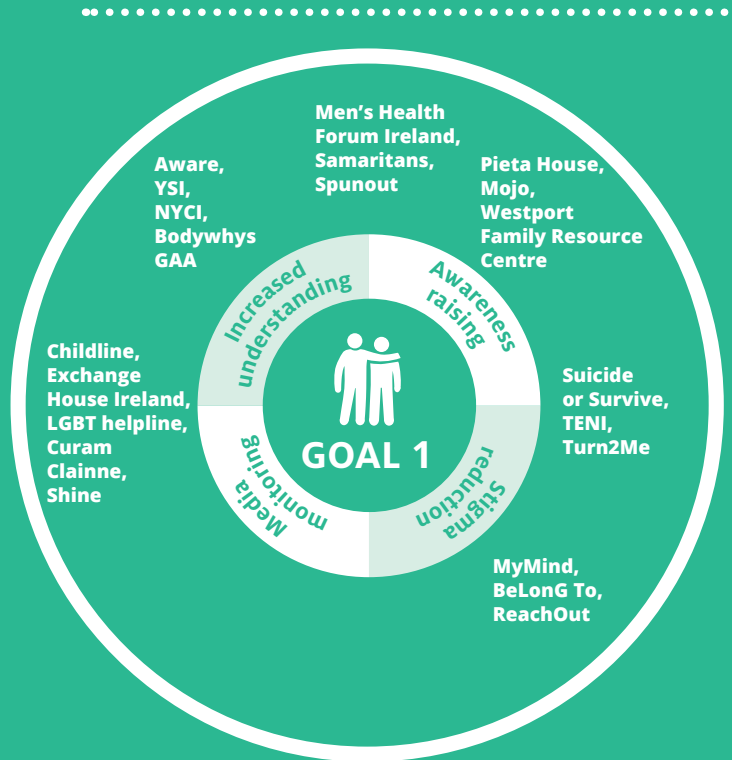 Men’s Health
Forum Ireland,
Samaritans,
Spunout
Aware,
YSI,
NYCI,
Bodywhys
GAA
Pieta House,
Mojo,
Westport
Family Resource
Centre
Increased
understanding
Awareness
raising
Childline,
Exchange
House Ireland,
LGBT helpline,
Curam
Clainne,
Shine
GOAL 1
Suicide
or Survive,
TENI,
Turn2Me
Media
monitoring
Stigma
reduction
MyMind,
BeLonG To,
ReachOut